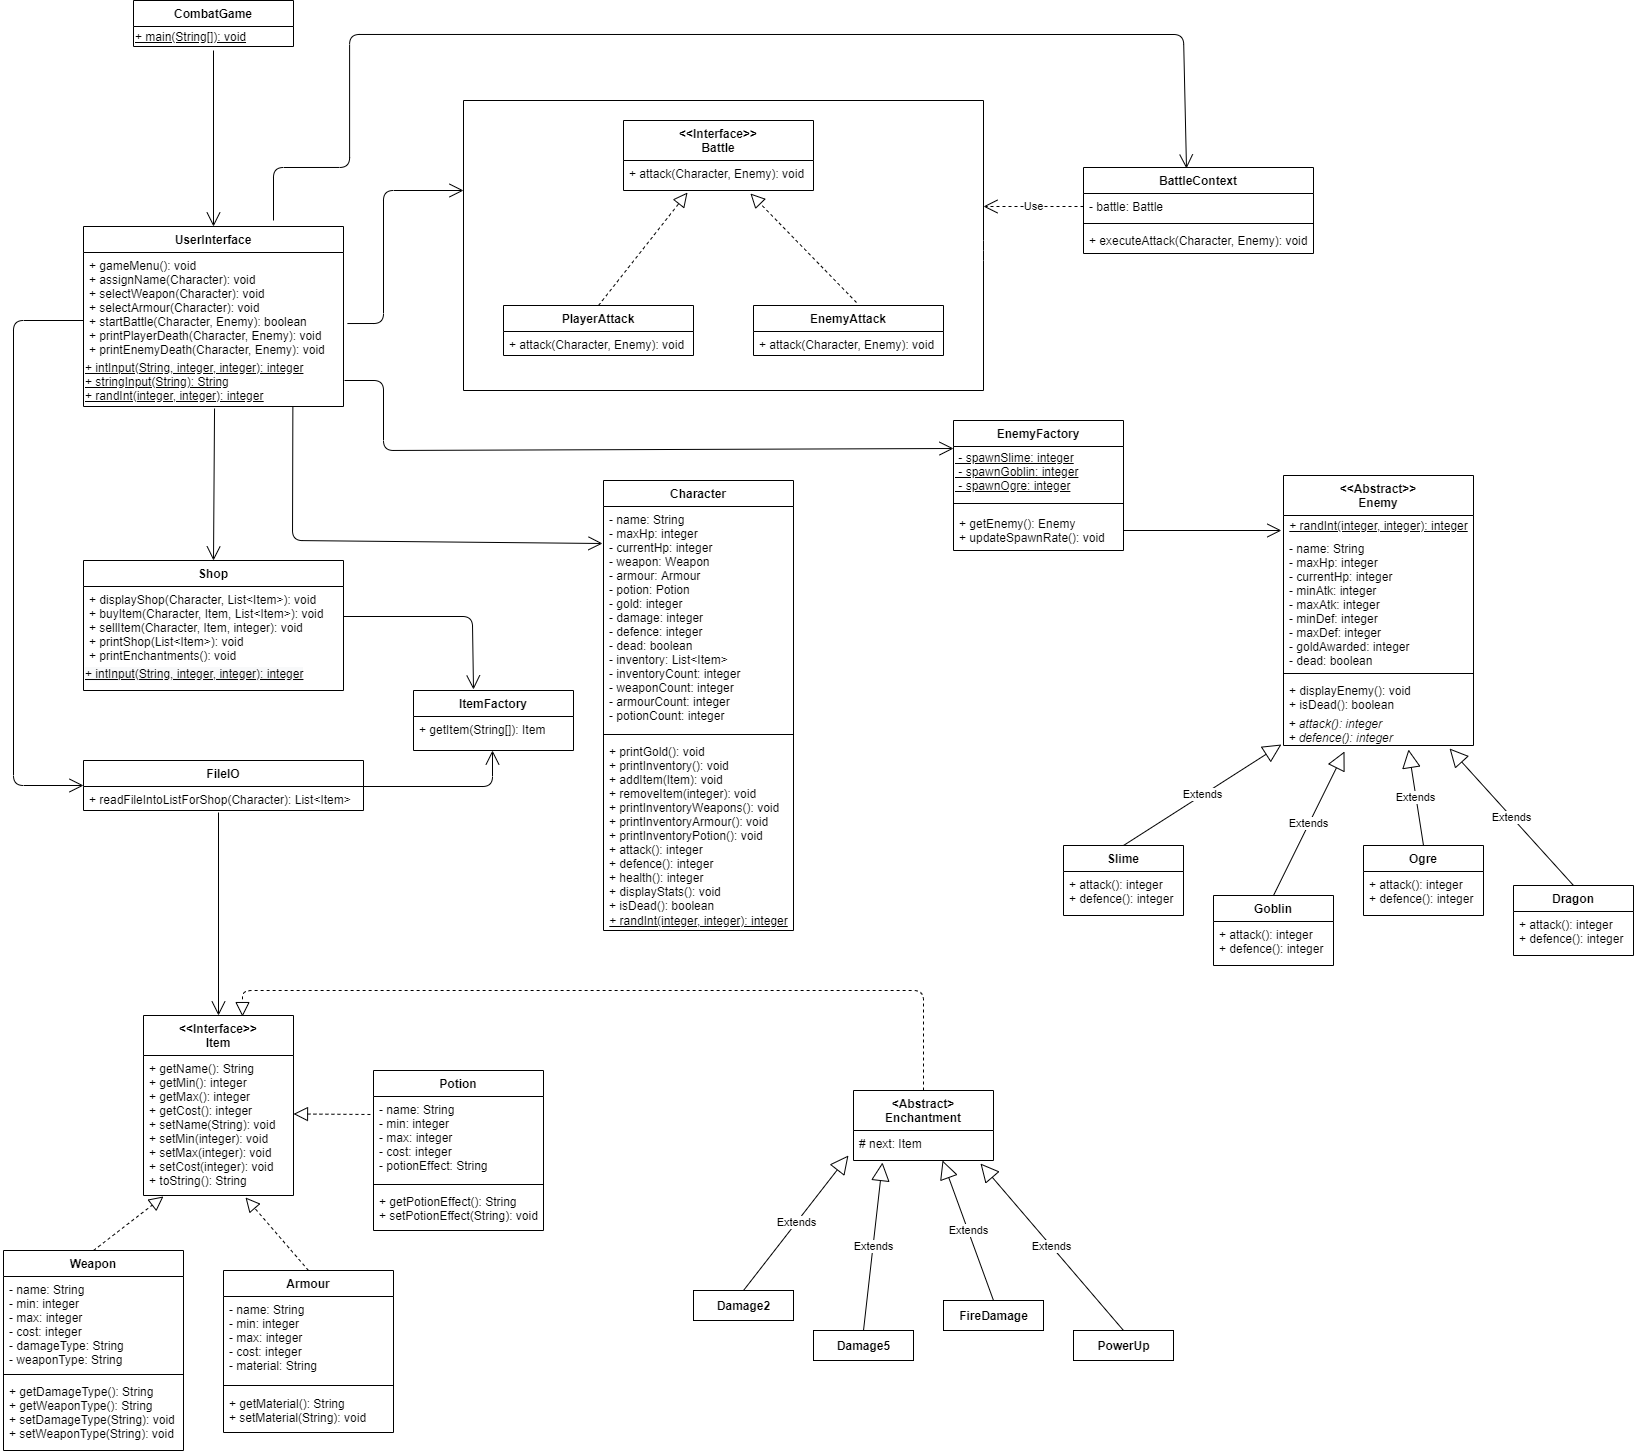 CombatGame
+ main(String[]): void
<<Interface>>
Battle
+ attack(Character, Enemy): void
PlayerAttack
+ attack(Character, Enemy): void
EnemyAttack
+ attack(Character, Enemy): void
Use
BattleContext
- battle: Battle
+ executeAttack(Character, Enemy): void
UserInterface
+ gameMenu(): void
+ assignName(Character): void
+ selectWeapon(Character): void
+ selectArmour(Character): void
+ startBattle(Character, Enemy): boolean
+ printPlayerDeath(Character, Enemy): void
+ printEnemyDeath(Character, Enemy): void
+ intInput(String, integer, integer): integer
+ stringInput(String): String
+ randInt(integer, integer): integer
EnemyFactory
- spawnSlime: integer
- spawnGoblin: integer
- spawnOgre: integer
+ getEnemy(): Enemy
+ updateSpawnRate(): void
<<Abstract>>
Enemy
+ randInt(integer, integer): integer
- name: String
- maxHp: integer
- currentHp: integer
- minAtk: integer
- maxAtk: integer
- minDef: integer
- maxDef: integer
- goldAwarded: integer
- dead: boolean
+ displayEnemy(): void
+ isDead(): boolean
+ attack(): integer
+ defence(): integer
Character
- name: String
- maxHp: integer
- currentHp: integer
- weapon: Weapon
- armour: Armour
- potion: Potion
- gold: integer
- damage: integer
- defence: integer
- dead: boolean
- inventory: List<Item>
- inventoryCount: integer
- weaponCount: integer
- armourCount: integer
- potionCount: integer
+ printGold(): void
+ printInventory(): void
+ addItem(Item): void
+ removeItem(integer): void
+ printInventoryWeapons(): void
+ printInventoryArmour(): void
+ printInventoryPotion(): void
+ attack(): integer
+ defence(): integer
+ health(): integer
+ displayStats(): void
+ isDead(): boolean
+ randInt(integer, integer): integer
Shop
+ displayShop(Character, List<Item>): void
+ buyItem(Character, Item, List<Item>): void
+ sellItem(Character, Item, integer): void
+ printShop(List<Item>): void
+ printEnchantments(): void
+ intInput(String, integer, integer): integer
ItemFactory
+ getItem(String[]): Item
FileIO
+ readFileIntoListForShop(Character): List<Item>
Extends
Extends
Extends
Extends
Slime
+ attack(): integer
+ defence(): integer
Goblin
+ attack(): integer
+ defence(): integer
Ogre
+ attack(): integer
+ defence(): integer
Dragon
+ attack(): integer
+ defence(): integer
<<Interface>>
Item
+ getName(): String
+ getMin(): integer
+ getMax(): integer
+ getCost(): integer
+ setName(String): void
+ setMin(integer): void
+ setMax(integer): void
+ setCost(integer): void
+ toString(): String
Potion
- name: String
- min: integer
- max: integer
- cost: integer
- potionEffect: String
+ getPotionEffect(): String
+ setPotionEffect(String): void
<Abstract>
Enchantment
# next: Item
Extends
Extends
Extends
Extends
Damage2
Damage5
FireDamage
PowerUp
Weapon
- name: String
- min: integer
- max: integer
- cost: integer
- damageType: String
- weaponType: String
+ getDamageType(): String
+ getWeaponType(): String
+ setDamageType(String): void
+ setWeaponType(String): void
Armour
- name: String
- min: integer
- max: integer
- cost: integer
- material: String
+ getMaterial(): String
+ setMaterial(String): void